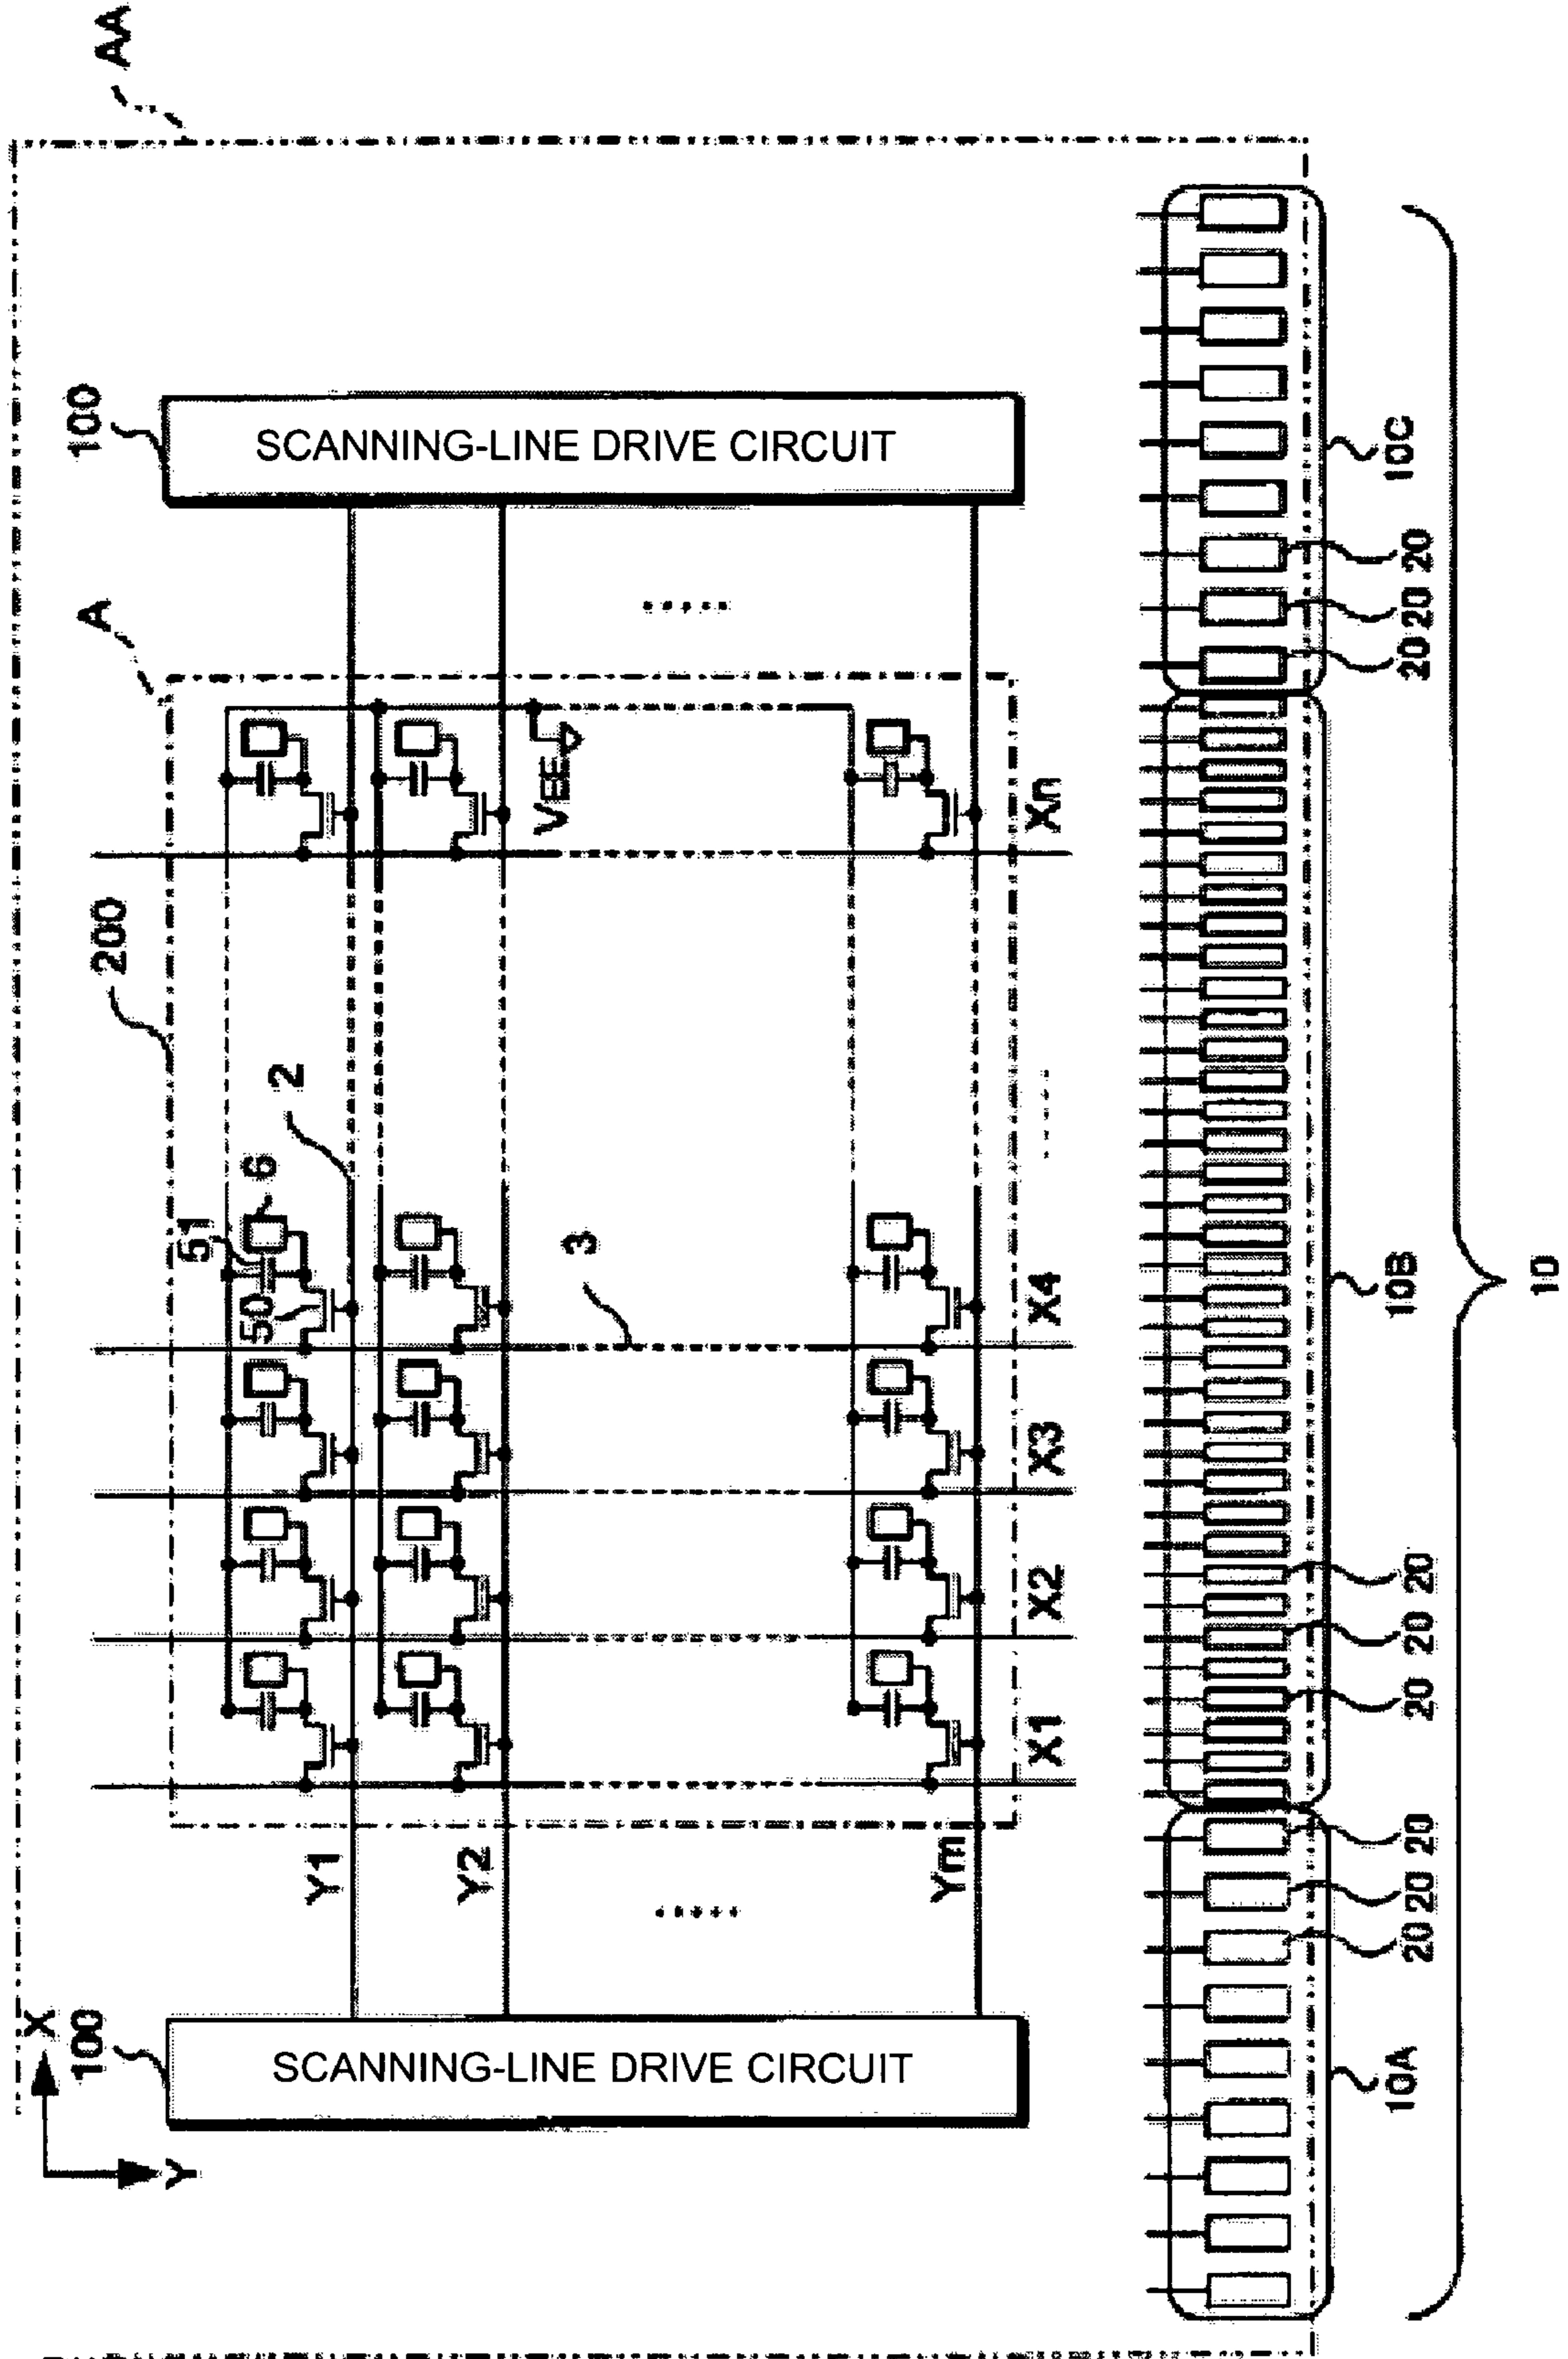 AA
100
SCANNING-LINE DRIVE CIRCUIT
A
200
2
6
51
50
3
VEE
Xn
X4
X3
X2
X1
Y1
Y2
Ym
.....
.....
......
X
Y
100
SCANNING-LINE DRIVE CIRCUIT
10C
20
20
20
10B
20
20
20
20
20
20
10A
10